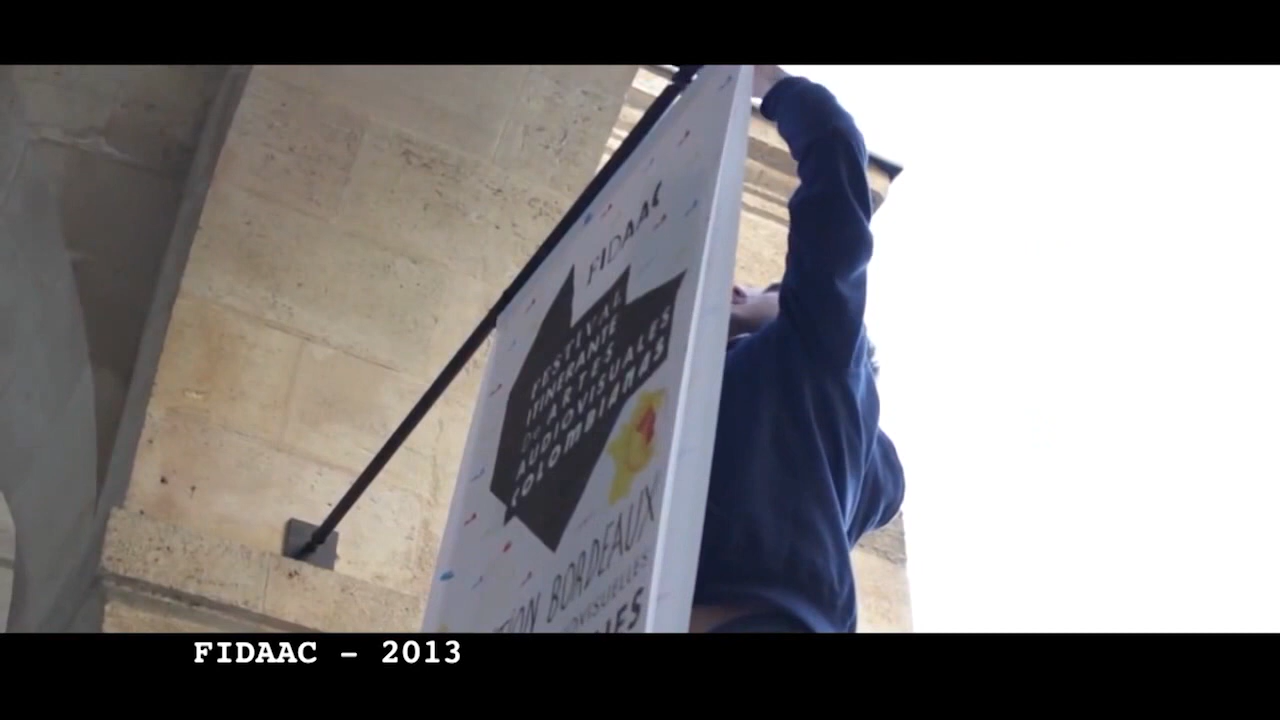 FIDAAC
FESTIVAL
ITINERANTE
De ARTES
AUDIOVISUALES
COLOMBIANAS
BORDEAUX
FIDAAC - 2013